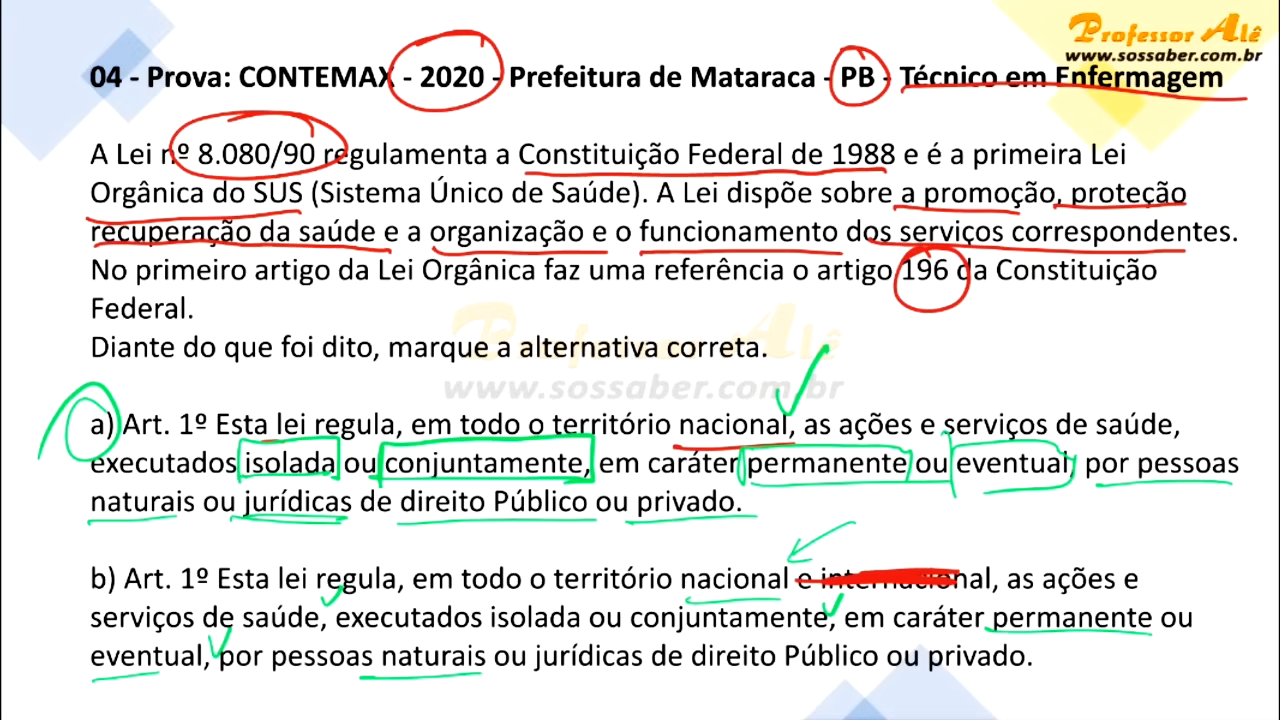 Professor Alê
www.sossaber.com.br
04 - Prova: CONTEMAX - 2020 - Prefeitura de Mataraca - PB - Técnico em Enfermagem
A Lei nº 8.080/90 regulamenta a Constituição Federal de 1988 e é a primeira Lei
Orgânica do SUS (Sistema Único de Saúde). A Lei dispõe sobre a promoção, proteção
recuperação da saúde e a organização e o funcionamento dos serviços correspondentes.
No primeiro artigo da Lei Orgânica faz uma referência o artigo 196 da Constituição
Federal.
Diante do que foi dito, marque a alternativa correta.
Professor Alê
www.sossaber.com.br
a) Art. 1º Esta lei regula, em todo o território nacional, as ações e serviços de saúde,
executados isolada ou conjuntamente, em caráter permanente ou eventual, por pessoas
naturais ou jurídicas de direito Público ou privado.
b) Art. 1º Esta lei regula, em todo o território nacional e internacional, as ações e
serviços de saúde, executados isolada ou conjuntamente, em caráter permanente ou
eventual, por pessoas naturais ou jurídicas de direito Público ou privado.